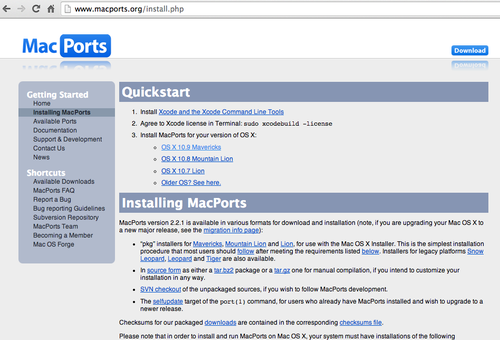 www.macports.org/install.php
MacPorts
Download
Getting Started
Home
Installing MacPorts
Available Ports
Documentation
Support & Development
Contact Us
News
Shortcuts
Available Downloads
MacPorts FAQ
Report a Bug
Bug reporting Guidelines
Subversion Repository
MacPorts Team
Becoming a Member
Mac OS Forge
Quickstart
1. Install Xcode and the Xcode Command Line Tools
2. Agree to Xcode license in Terminal: sudo xcodebuild -license
3. Install MacPorts for your version of OS X:
OS X 10.9 Mavericks
OS X 10.8 Mountain Lion
OS X 10.7 Lion
Older OS? See here.
Installing MacPorts
MacPorts version 2.2.1 is available in various formats for download and installation (note, if you are upgrading your Mac OS X to
a new major release, see the migration info page):
"pkg" installers for Mavericks, Mountain Lion and Lion, for use with the Mac OS X Installer. This is the simplest installation
procedure that most users should follow after meeting the requirements listed below. Installers for legacy platforms Snow
Leopard, Leopard and Tiger are also available.
In source form as either a tar.bz2 package or a tar.gz one for manual compilation, if you intend to customize your
installation in any way.
SVN checkout of the unpackaged sources, if you wish to follow MacPorts development.
The selfupdate target of the port(1) command, for users who already have MacPorts installed and wish to upgrade to a
newer release.
Checksums for our packaged downloads are contained in the corresponding checksums file.
Please note that in order to install and run MacPorts on Mac OS X, your system must have installations of the following